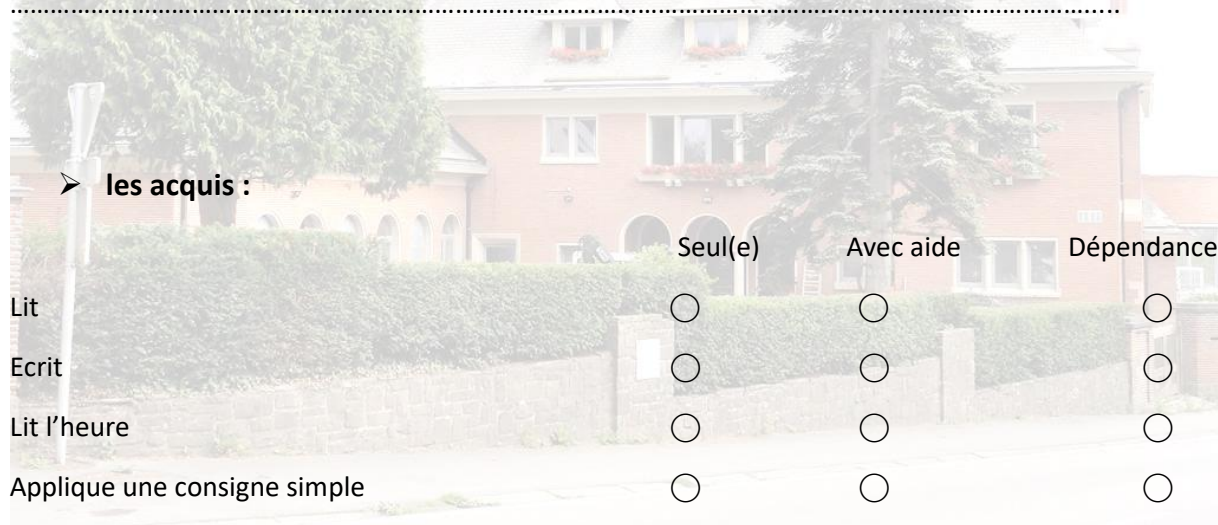 ....................................................................................................................................................................
➢ les acquis :
Seul(e) Avec aide Dépendance
Lit ◯ ◯ ◯
Ecrit ◯ ◯ ◯
Lit l’heure ◯ ◯ ◯
Applique une consigne simple ◯ ◯ ◯